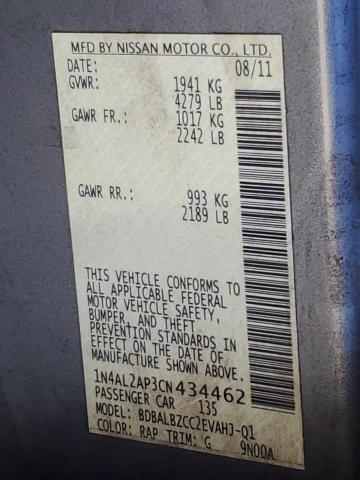 MFD BY NISSAN MOTOR CO., LTD.
DATE: 08/11
GVWR: 1941 KG
4279 LB
GAWR FR.: 1017 KG
2242 LB
GAWR RR.: 993 KG
2189 LB
THIS VEHICLE CONFORMS TO
ALL APPLICABLE FEDERAL
MOTOR VEHICLE SAFETY,
BUMPER, AND THEFT
PREVENTION STANDARDS IN
EFFECT ON THE DATE OF
MANUFACTURE SHOWN ABOVE.
1N4AL2AP3CN434462
PASSENGER CAR 135
MODEL: BDBALBZCC2EVAHJ-Q1
COLOR: RAP TRIM: G 9N00A